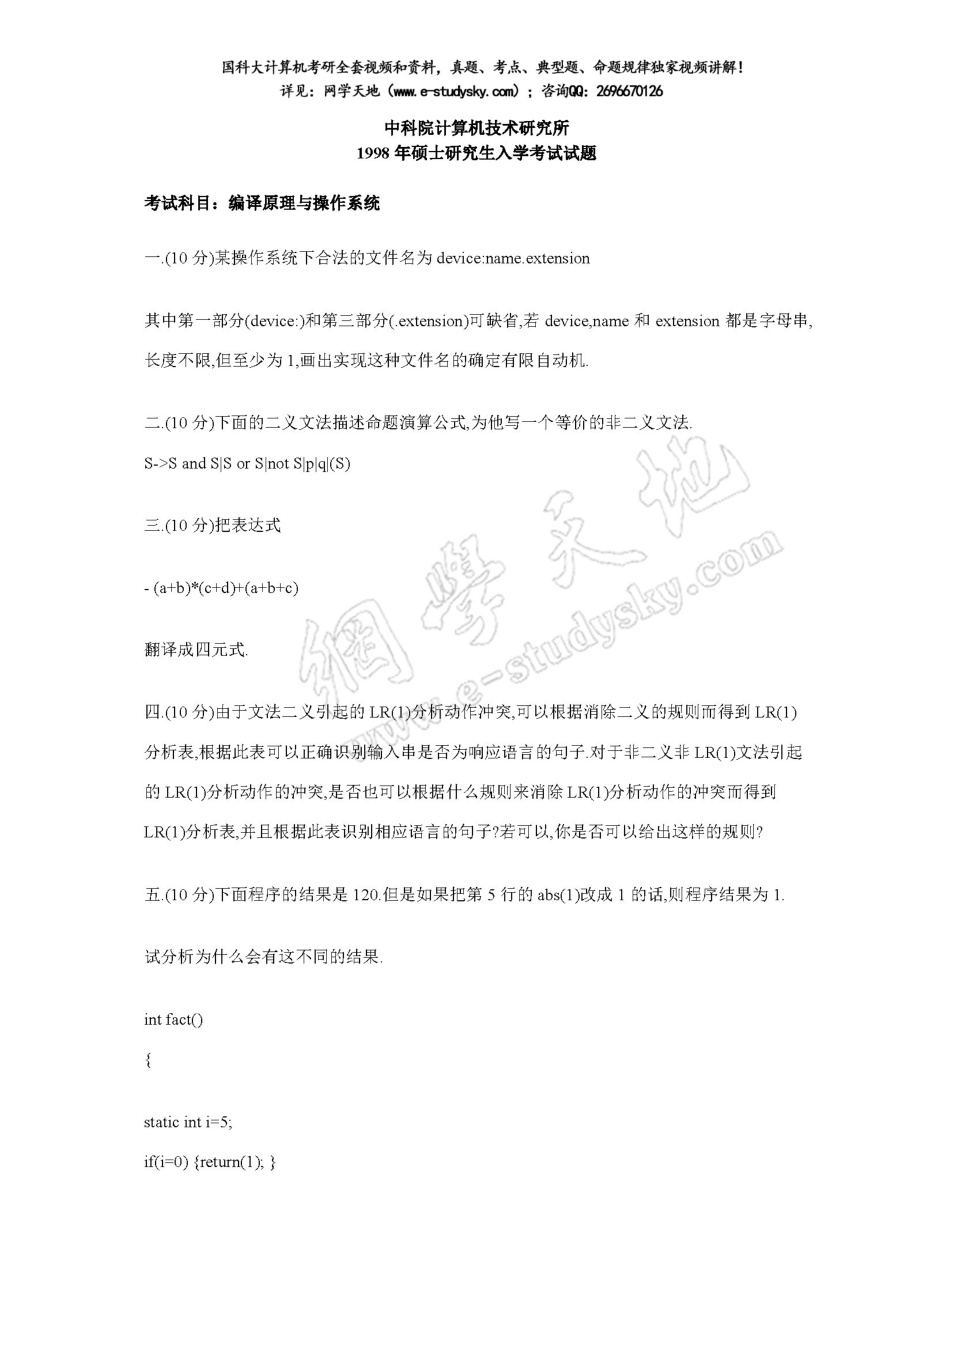 国科大计算机考研全套视频和资料，真题、考点、典型题、命题规律独家视频讲解！
详见：网学天地（www.e-studysky.com）；咨询QQ：2696670126
中科院计算机技术研究所
1998 年硕士研究生入学考试试题
考试科目：编译原理与操作系统
一.(10 分)某操作系统下合法的文件名为 device:name.extension
其中第一部分(device:)和第三部分(.extension)可缺省,若 device,name 和 extension 都是字母串,
长度不限,但至少为 1,画出实现这种文件名的确定有限自动机.
二.(10 分)下面的二义文法描述命题演算公式,为他写一个等价的非二义文法.
S->S and S|S or S|not S|p|q|(S)
三.(10 分)把表达式
- (a+b)*(c+d)+(a+b+c)
翻译成四元式.
網學天地
www.e-studysky.com
四.(10 分)由于文法二义引起的 LR(1)分析动作冲突,可以根据消除二义的规则而得到 LR(1)
分析表,根据此表可以正确识别输入串是否为响应语言的句子.对于非二义非 LR(1)文法引起
的 LR(1)分析动作的冲突,是否也可以根据什么规则来消除 LR(1)分析动作的冲突而得到
LR(1)分析表,并且根据此表识别相应语言的句子?若可以,你是否可以给出这样的规则?
五.(10 分)下面程序的结果是 120.但是如果把第 5 行的 abs(1)改成 1 的话,则程序结果为 1.
试分析为什么会有这不同的结果.
int fact()
{
static int i=5;
if(i=0) {return(1); }